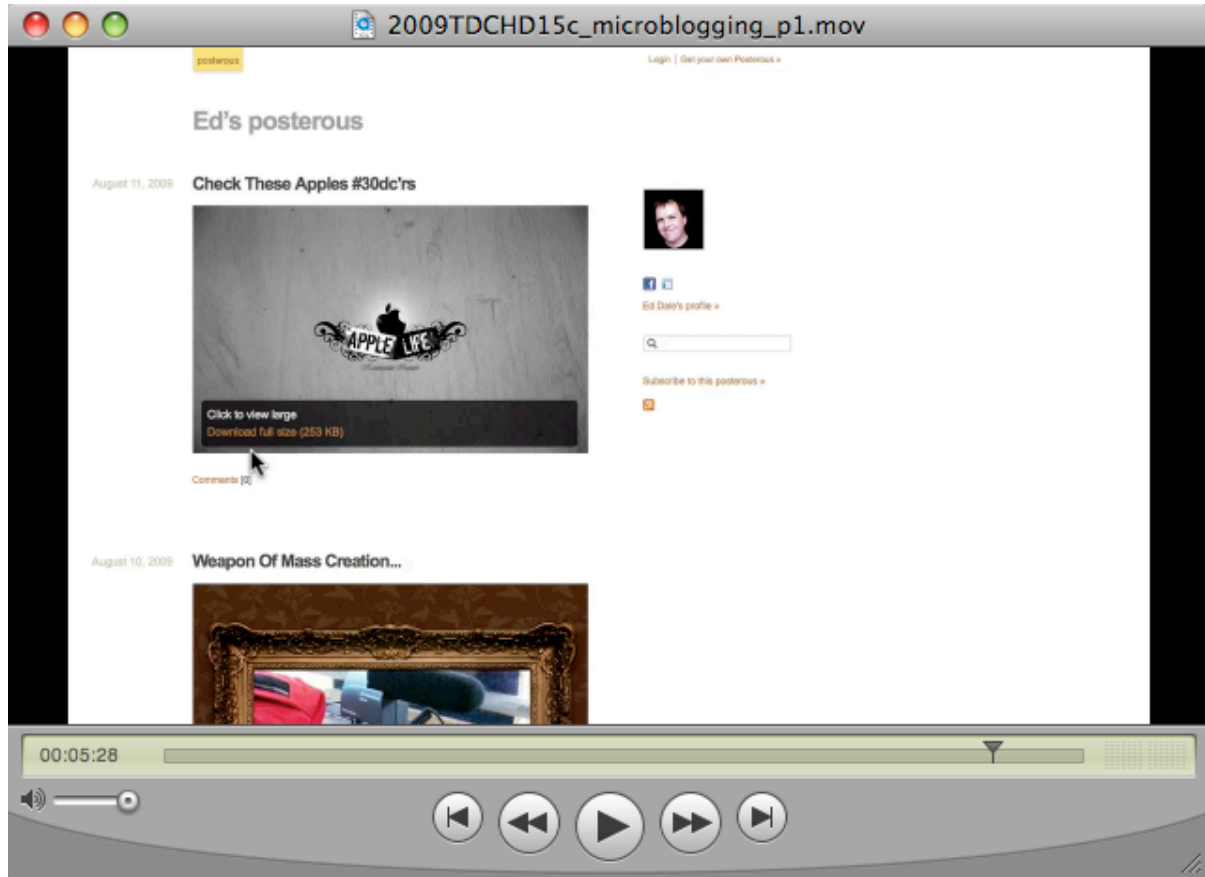 2009TDCHD15c_microblogging_p1.mov
posterous
Login | Get your own Posterous »
Ed's posterous
August 11, 2009
Check These Apples #30dc'rs
APPLE LIFE
Click to view large
Download full size (253 KB)
Comments [0]
Ed Dale's profile »
Subscribe to this posterous »
August 10, 2009
Weapon Of Mass Creation...
00:05:28